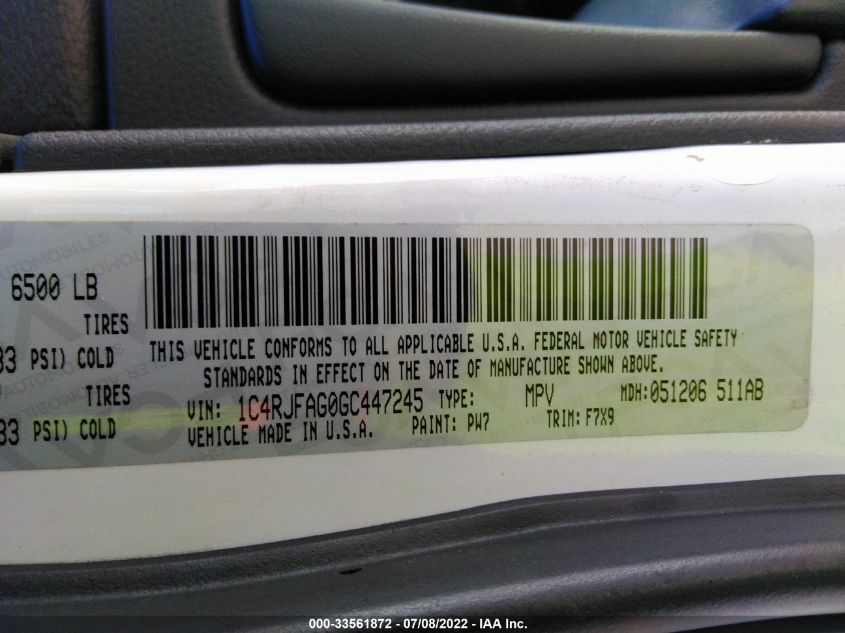 6500 LB
TIRES
33 PSI) COLD
TIRES
33 PSI) COLD
THIS VEHICLE CONFORMS TO ALL APPLICABLE U.S.A. FEDERAL MOTOR VEHICLE SAFETY
STANDARDS IN EFFECT ON THE DATE OF MANUFACTURE SHOWN ABOVE.
VIN: 1C4RJFAG0GC447245 TYPE: MPV MDH:051206 511AB
VEHICLE MADE IN U.S.A. PAINT: PW7 TRIM: F7X9
000-33561872 - 07/08/2022 - IAA Inc.